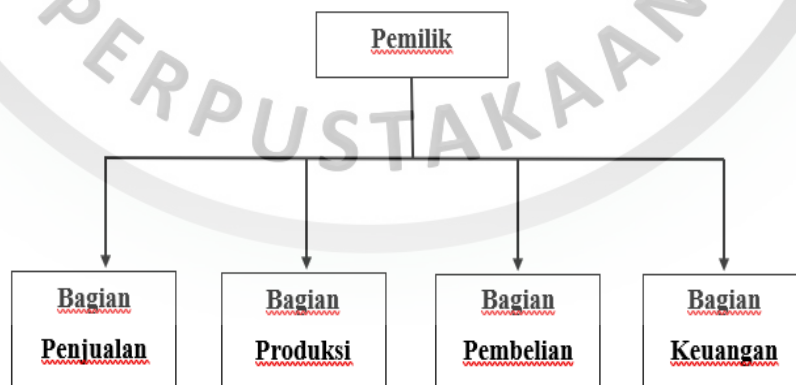 Pemilik
PERPUSTAKAAN
Bagian
Penjualan
Bagian
Produksi
Bagian
Pembelian
Bagian
Keuangan